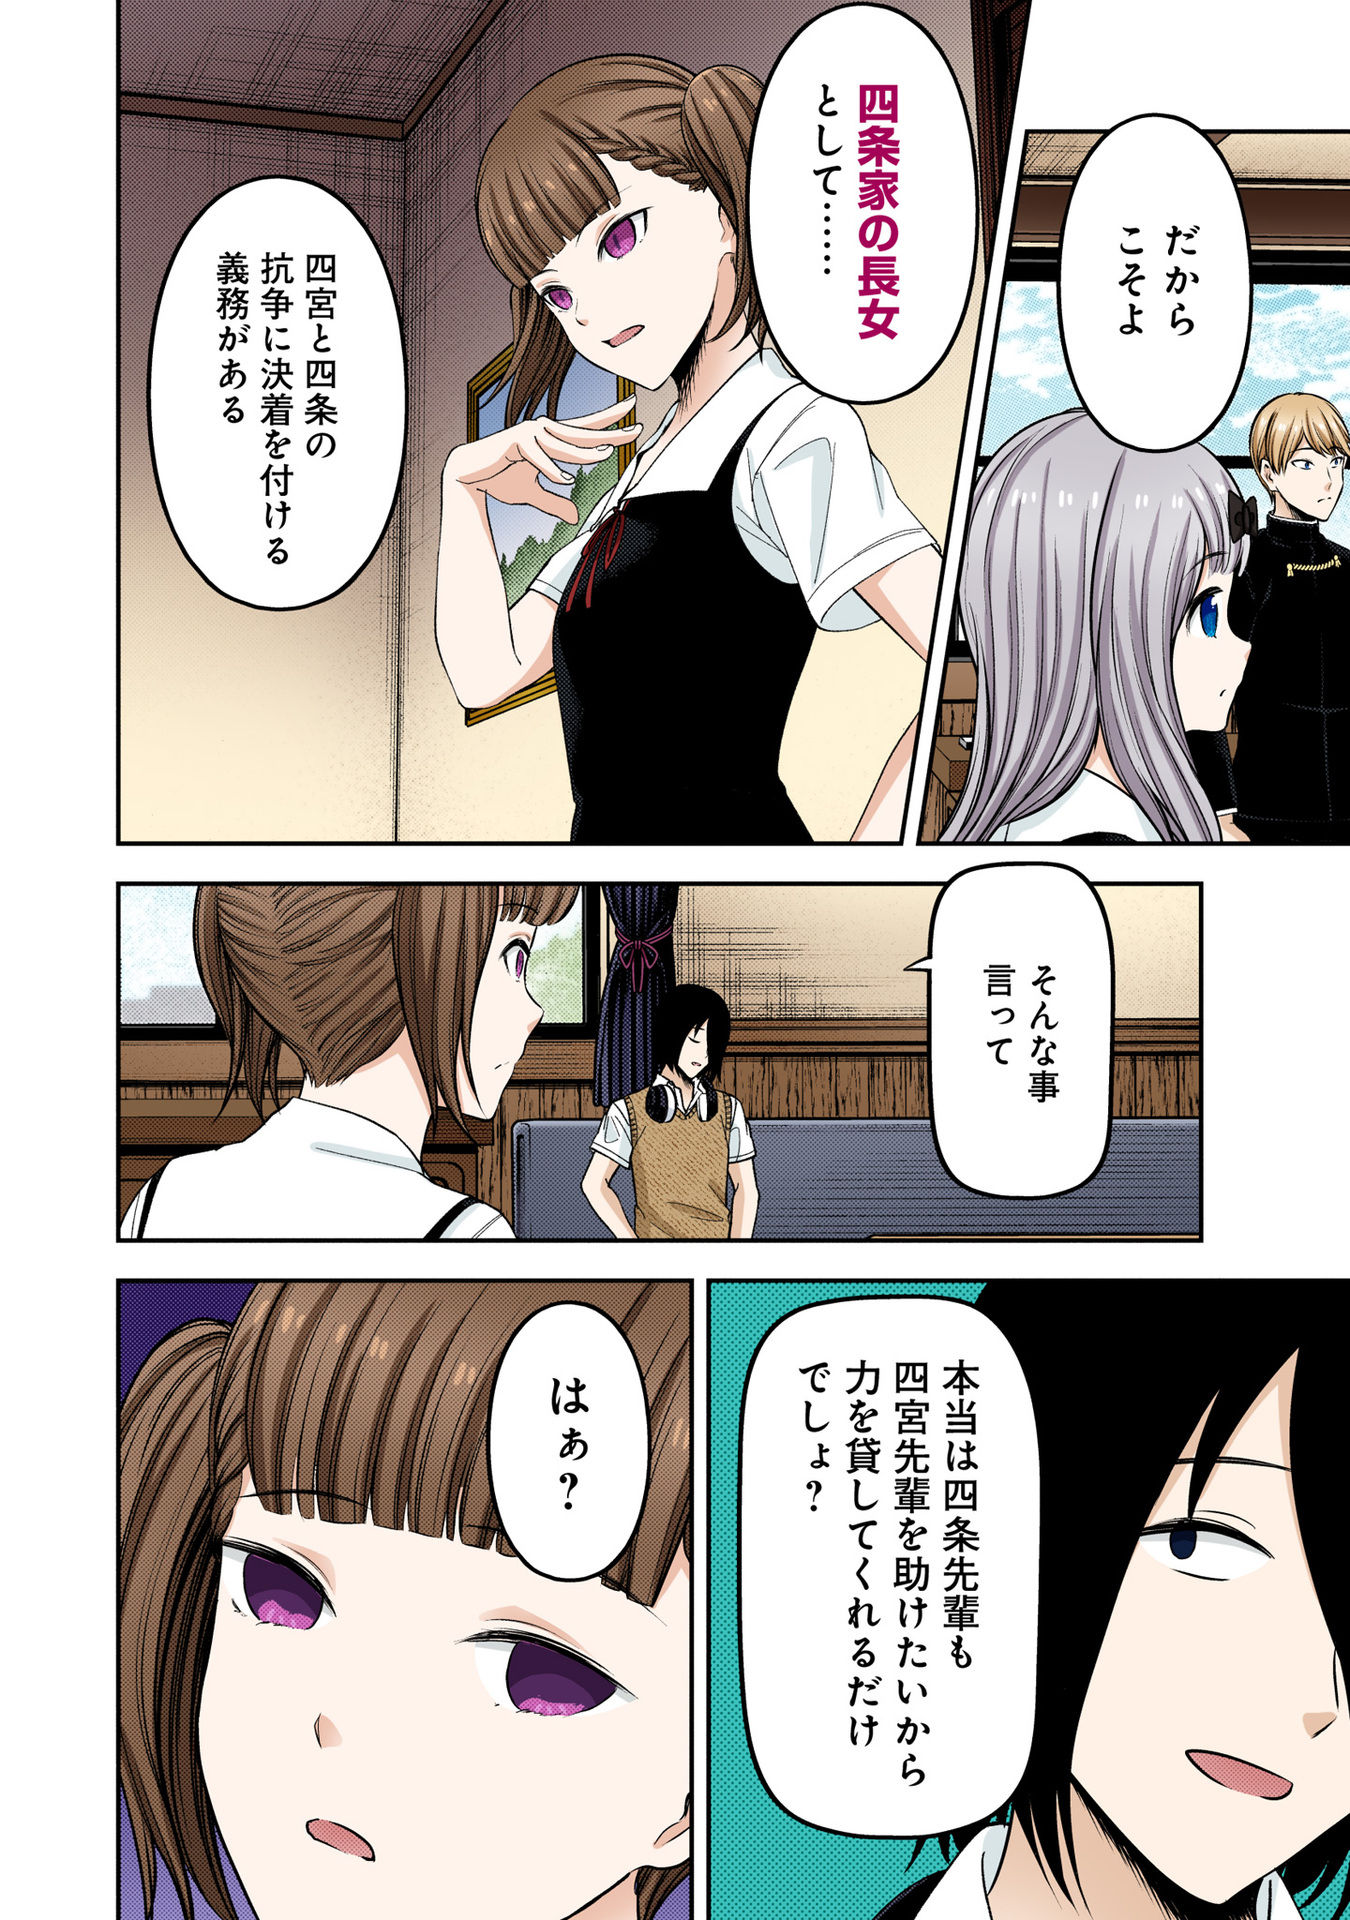 だから
こそよ
四条家の長女
として……
四宮と四条の
抗争に決着を付ける
義務がある
そんな事
言って
本当は四条先輩も
四宮先輩を助けたいから
力を貸してくれるだけ
でしょ？
はぁ？